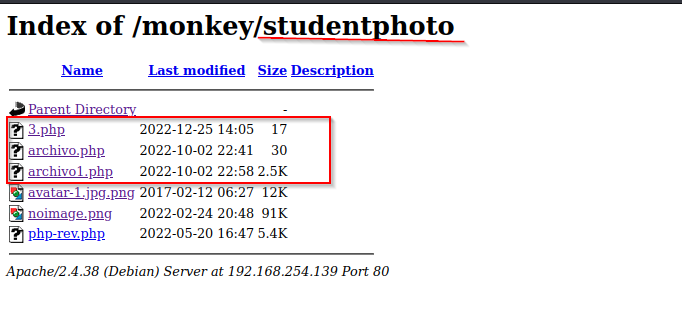 Index of /monkey/studentphoto
Name Last modified Size Description
Parent Directory -
3.php 2022-12-25 14:05 17
archivo.php 2022-10-02 22:41 30
archivo1.php 2022-10-02 22:58 2.5K
avatar-1.jpg.png 2017-02-12 06:27 12K
noimage.png 2022-02-24 20:48 91K
php-rev.php 2022-05-20 16:47 5.4K
Apache/2.4.38 (Debian) Server at 192.168.254.139 Port 80